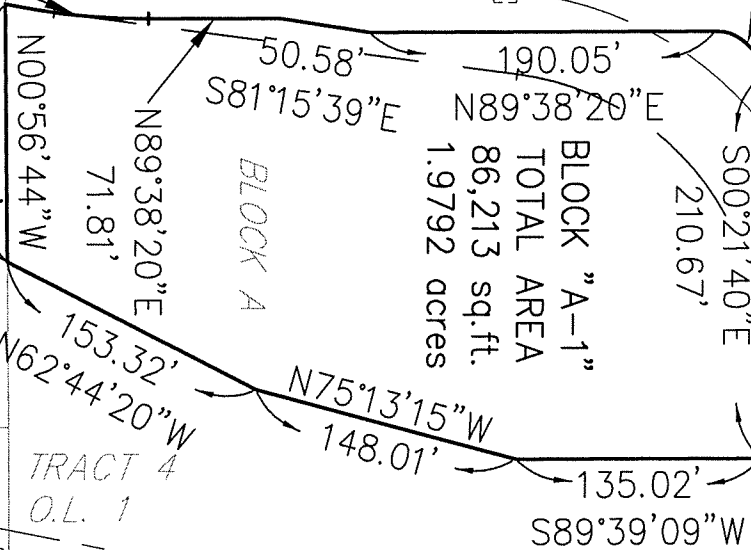 50.58'
S81°15'39"E
190.05'
N89°38'20"E
N00°56'44"W
N89°38'20"E
71.81'
BLOCK A
BLOCK "A-1"
TOTAL AREA
86,213 sq.ft.
1.9792 acres
S00°21'40"E
210.67'
153.32'
N62°44'20"W
N75°13'15"W
148.01'
135.02'
S89°39'09"W
TRACT 4
O.L. 1